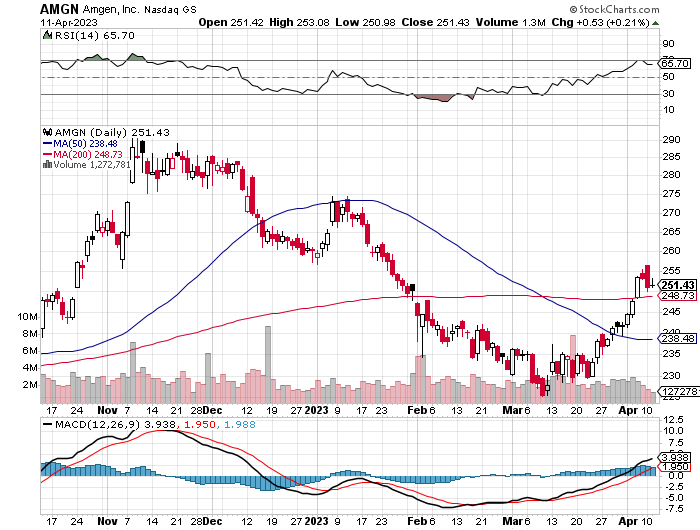 AMGN Amgen, Inc. Nasdaq GS © StockCharts.com
11-Apr-2023 Open 251.42 High 253.08 Low 250.98 Close 251.43 Volume 1.3M Chg +0.53 (+0.21%)
RSI(14) 65.70
90
70
65.70
50
30
10
AMGN (Daily) 251.43
MA(50) 238.48
MA(200) 248.73
Volume 1,272,781
290
285
280
275
270
265
260
255
251.43
248.73
245
240
238.48
235
230
225
1272781
10M
8M
6M
4M
2M
17 24 Nov 7 14 21 28 Dec 12 19 27 2023 9 17 23 Feb 6 13 21 Mar 13 20 27 Apr 10
MACD(12,26,9) 3.938, 1.950, 1.988
12.5
10.0
7.5
5.0
3.938
1.950
0.0
-2.5
-5.0
-7.5
17 24 Nov 7 14 21 28 Dec 12 19 27 2023 9 17 23 Feb 6 13 21 Mar 13 20 27 Apr 10